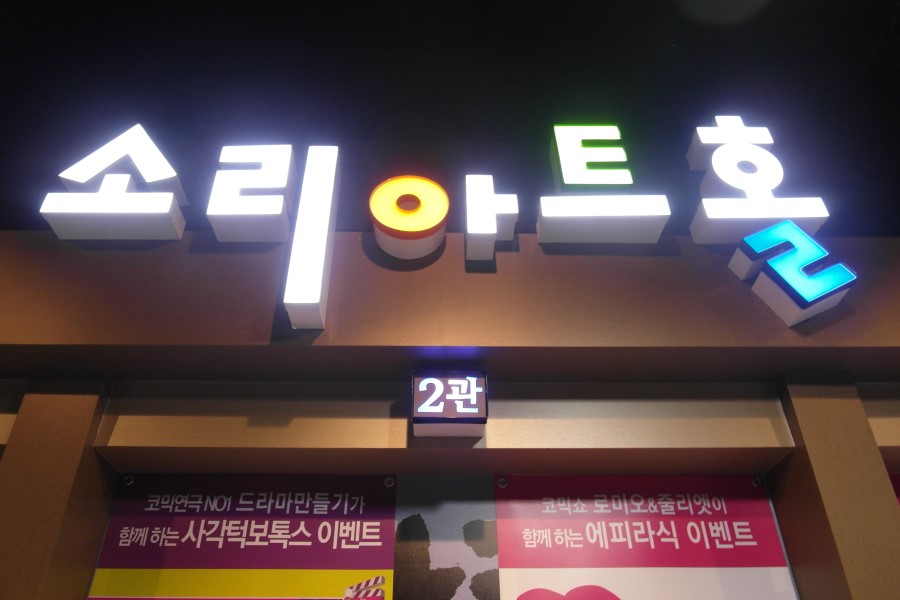 소리아트홀
2관
코믹연극 NO1 드라마만들기가
함께 하는 사각턱보톡스 이벤트
코믹쇼 로미오&줄리엣이
함께 하는 에피라식 이벤트